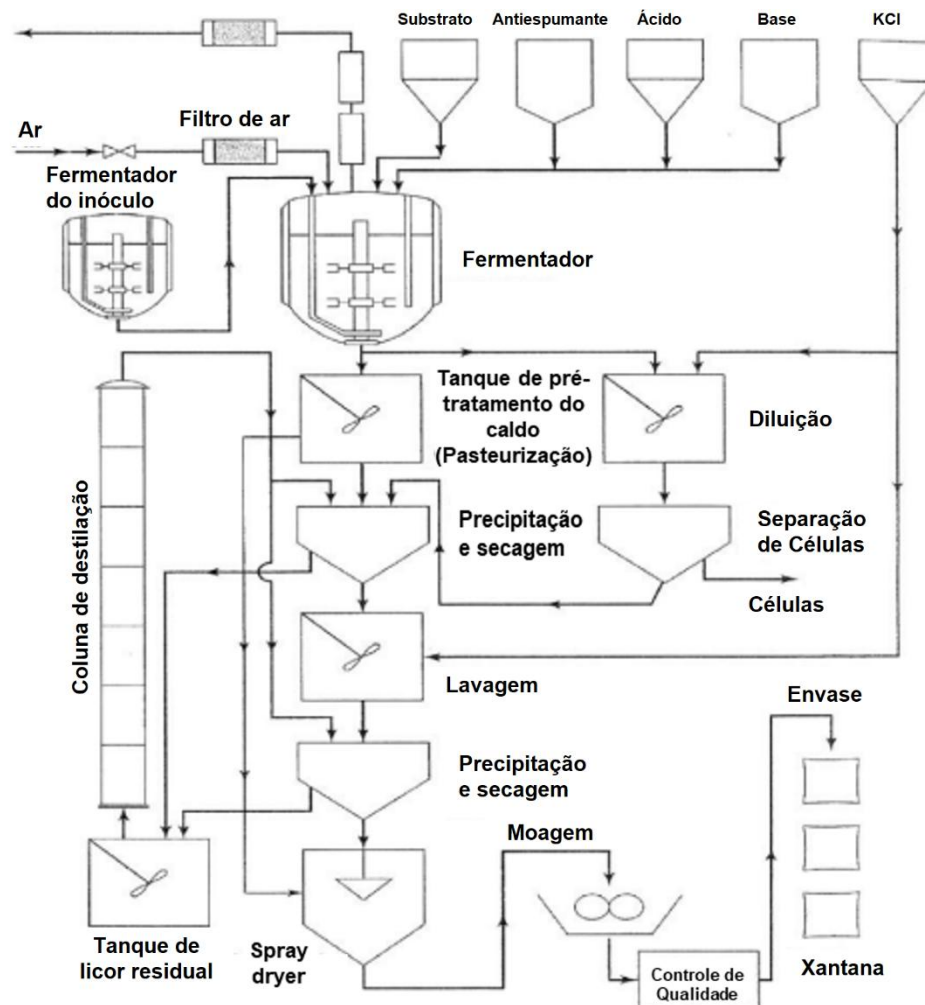 Substrato
Antiespumante
Ácido
Base
KCl
Ar
Filtro de ar
Fermentador
do inóculo
Fermentador
Tanque de pré-
tratamento do
caldo
(Pasteurização)
Diluição
Coluna de destilação
Precipitação
e secagem
Separação
de Células
Células
Lavagem
Envase
Precipitação
e secagem
Moagem
Tanque de
licor residual
Spray
dryer
Controle de
Qualidade
Xantana